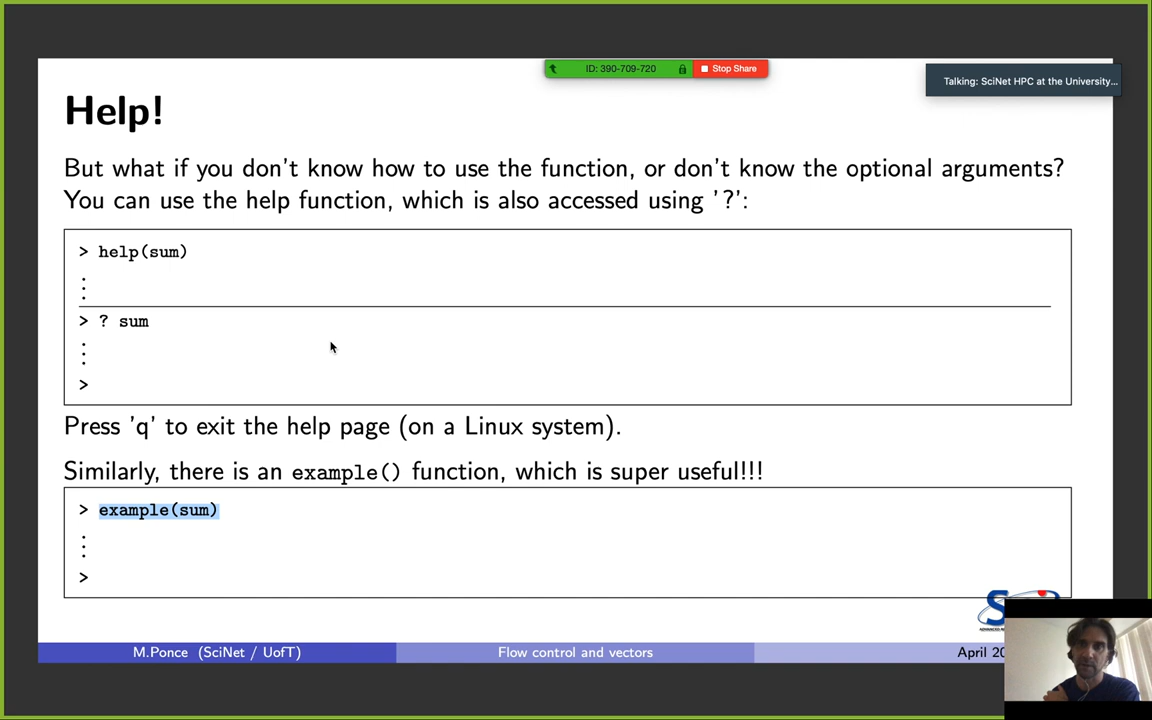 ID: 390-709-720
Stop Share
Talking: SciNet HPC at the University...
Help!
But what if you don't know how to use the function, or don't know the optional arguments?
You can use the help function, which is also accessed using '?':
> help(sum)
⋮
> ? sum
⋮
>
Press 'q' to exit the help page (on a Linux system).
Similarly, there is an example() function, which is super useful!!!
> example(sum)
⋮
>
M.Ponce (SciNet / UofT)
Flow control and vectors
April 20